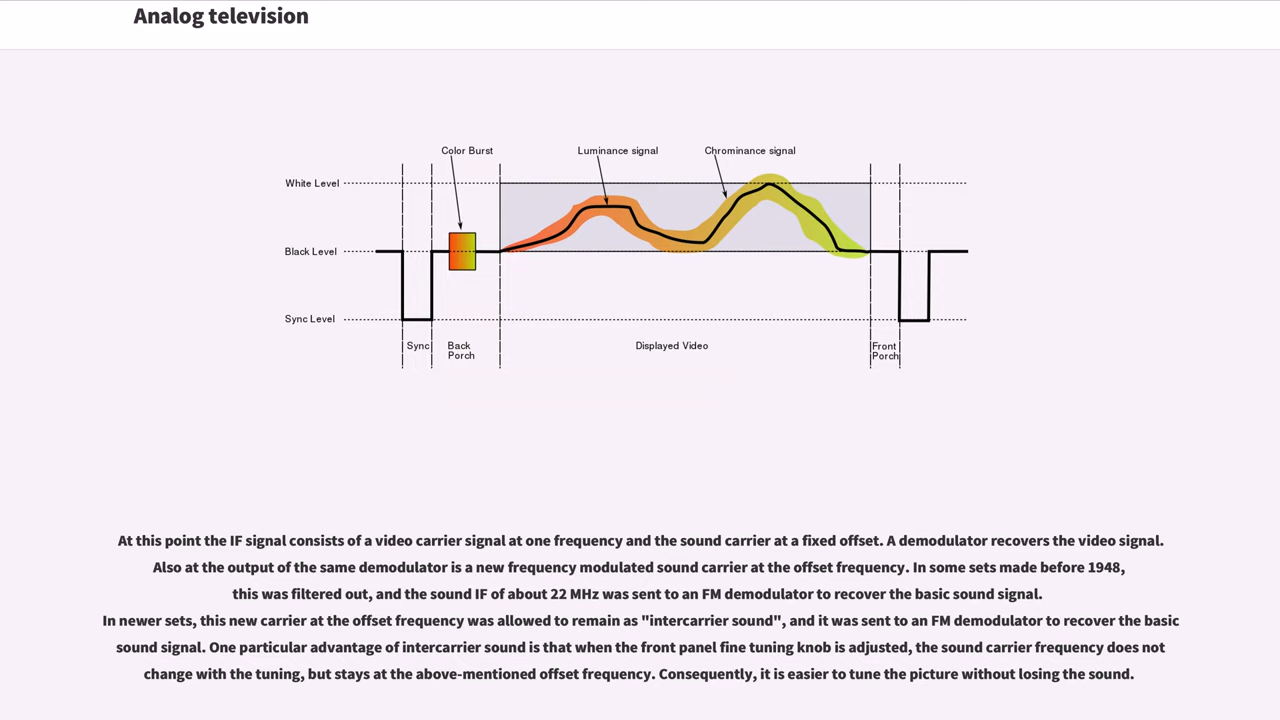 Analog television
Color Burst
Luminance signal
Chrominance signal
White Level
Black Level
Sync Level
Sync
Back
Porch
Displayed Video
Front
Porch
At this point the IF signal consists of a video carrier signal at one frequency and the sound carrier at a fixed offset. A demodulator recovers the video signal.
Also at the output of the same demodulator is a new frequency modulated sound carrier at the offset frequency. In some sets made before 1948,
this was filtered out, and the sound IF of about 22 MHz was sent to an FM demodulator to recover the basic sound signal.
In newer sets, this new carrier at the offset frequency was allowed to remain as "intercarrier sound", and it was sent to an FM demodulator to recover the basic
sound signal. One particular advantage of intercarrier sound is that when the front panel fine tuning knob is adjusted, the sound carrier frequency does not
change with the tuning, but stays at the above-mentioned offset frequency. Consequently, it is easier to tune the picture without losing the sound.